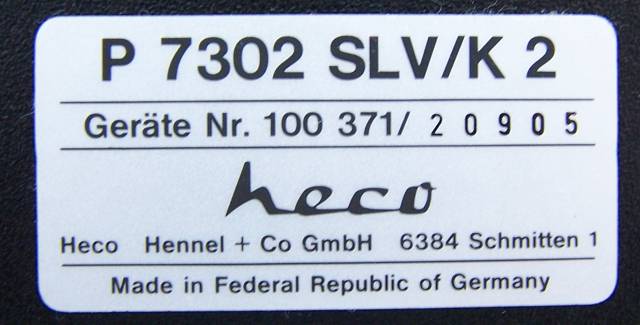 P 7302 SLV/K 2
Geräte Nr. 100 371/ 20905
heco
Heco Hennel + Co GmbH 6384 Schmitten 1
Made in Federal Republic of Germany